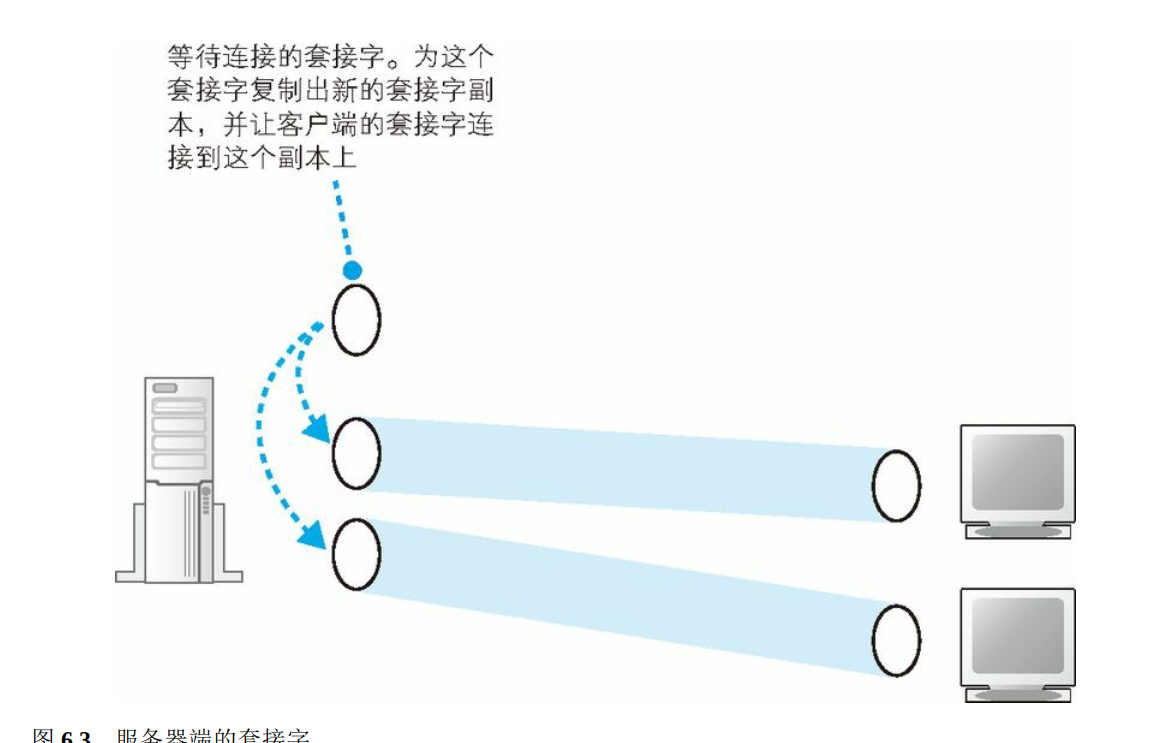 等待连接的套接字。为这个
套接字复制出新的套接字副
本，并让客户端的套接字连
接到这个副本上
图 6.3 服务器端的套接字